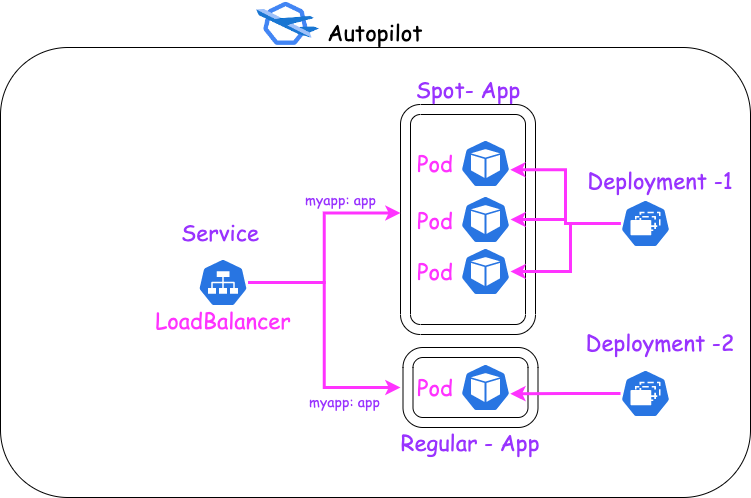 Autopilot
Spot- App
Pod
Deployment -1
myapp: app
Pod
Service
Pod
LoadBalancer
Deployment -2
Pod
myapp: app
Regular - App